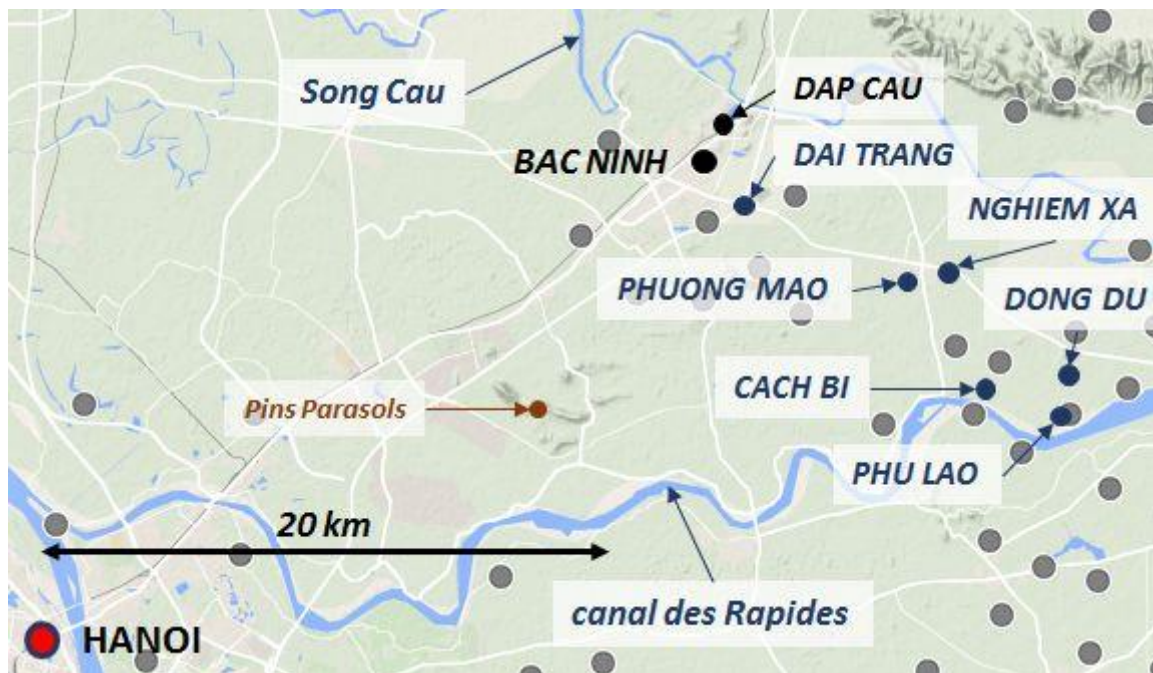 Song Cau
DAP CAU
BAC NINH
DAI TRANG
NGHIEM XA
PHUONG MAO
DONG DU
CACH BI
Pins Parasols
PHU LAO
20 km
canal des Rapides
HANOI